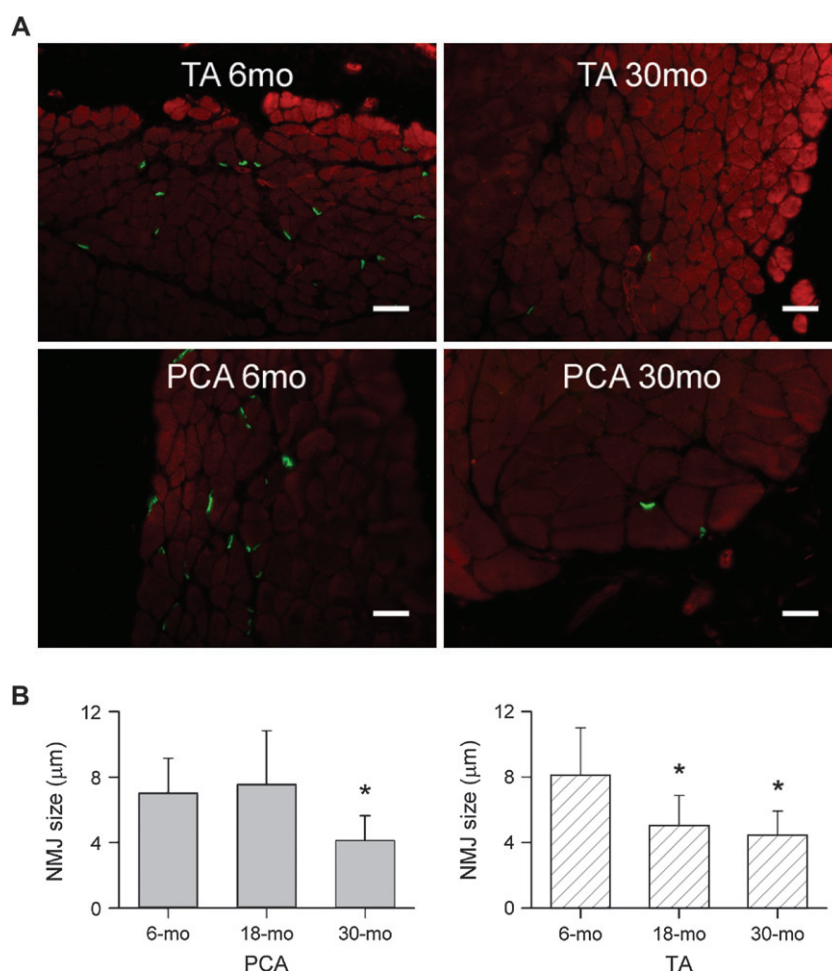 A
TA 6mo
TA 30mo
PCA 6mo
PCA 30mo
B
NMJ size (μm)
12
8
4
0
*
6-mo 18-mo 30-mo
PCA
NMJ size (μm)
12
8
4
0
*
*
6-mo 18-mo 30-mo
TA